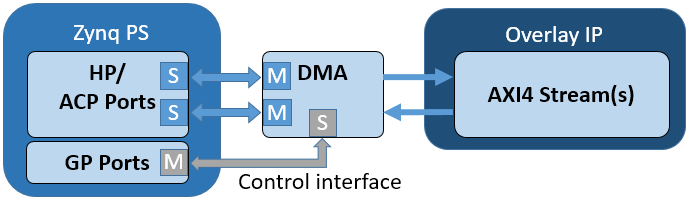 Zynq PS
HP/
ACP Ports
S
S
GP Ports
M
M
DMA
M
S
Control interface
Overlay IP
AXI4 Stream(s)